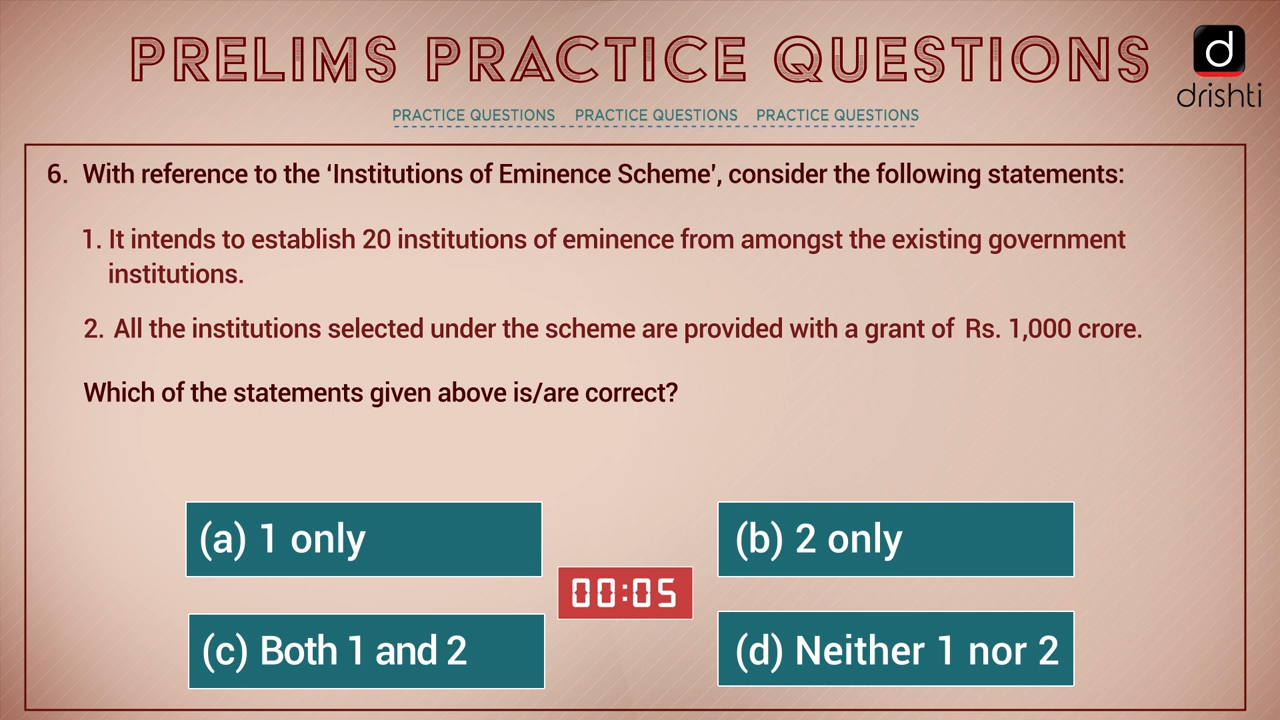 PRELIMS PRACTICE QUESTIONS
d
drishti
PRACTICE QUESTIONS PRACTICE QUESTIONS PRACTICE QUESTIONS
6. With reference to the ‘Institutions of Eminence Scheme’, consider the following statements:
1. It intends to establish 20 institutions of eminence from amongst the existing government
institutions.
2. All the institutions selected under the scheme are provided with a grant of Rs. 1,000 crore.
Which of the statements given above is/are correct?
(a) 1 only
(b) 2 only
00:05
(c) Both 1 and 2
(d) Neither 1 nor 2